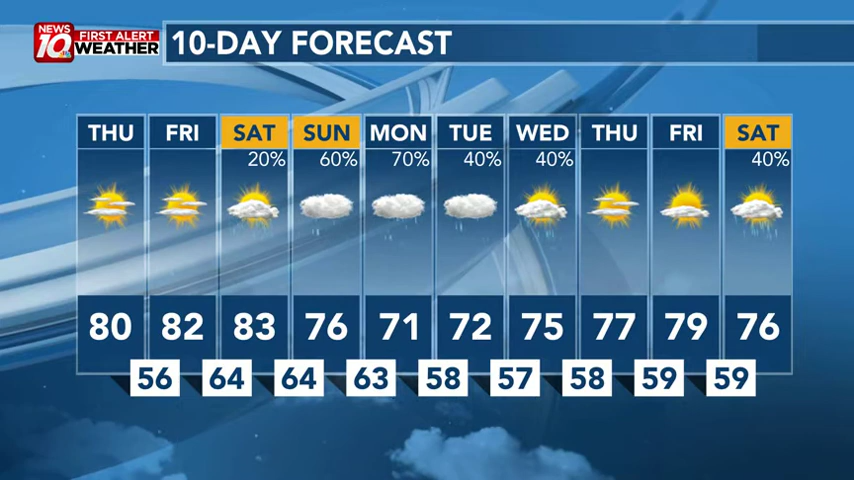 NEWS
10
FIRST ALERT
WEATHER
10-DAY FORECAST
THU FRI SAT SUN MON TUE WED THU FRI SAT
20% 60% 70% 40% 40% 40%
80 82 83 76 71 72 75 77 79 76
56 64 64 63 58 57 58 59 59